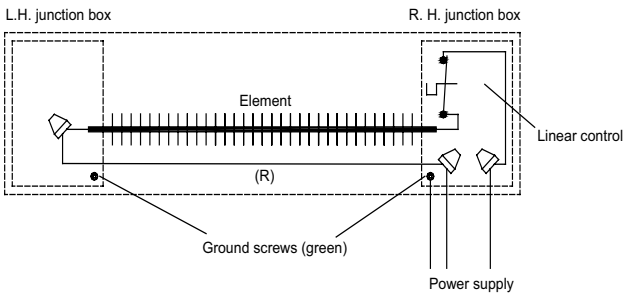 L.H. junction box
R. H. junction box
Element
Linear control
(R)
Ground screws (green)
Power supply